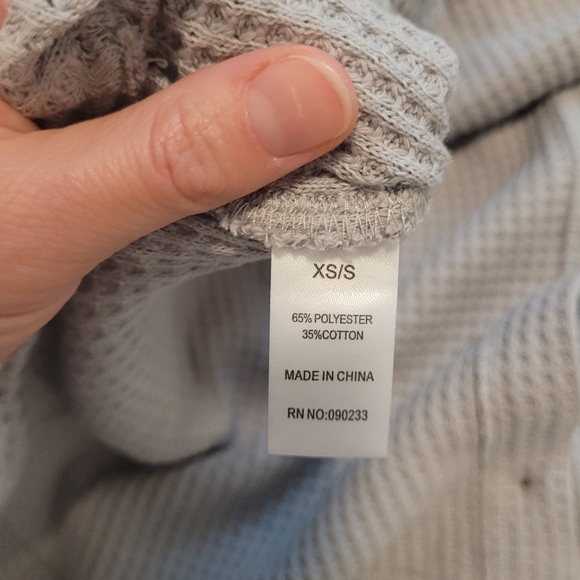 XS/S
65% POLYESTER
35%COTTON
MADE IN CHINA
RN NO:090233